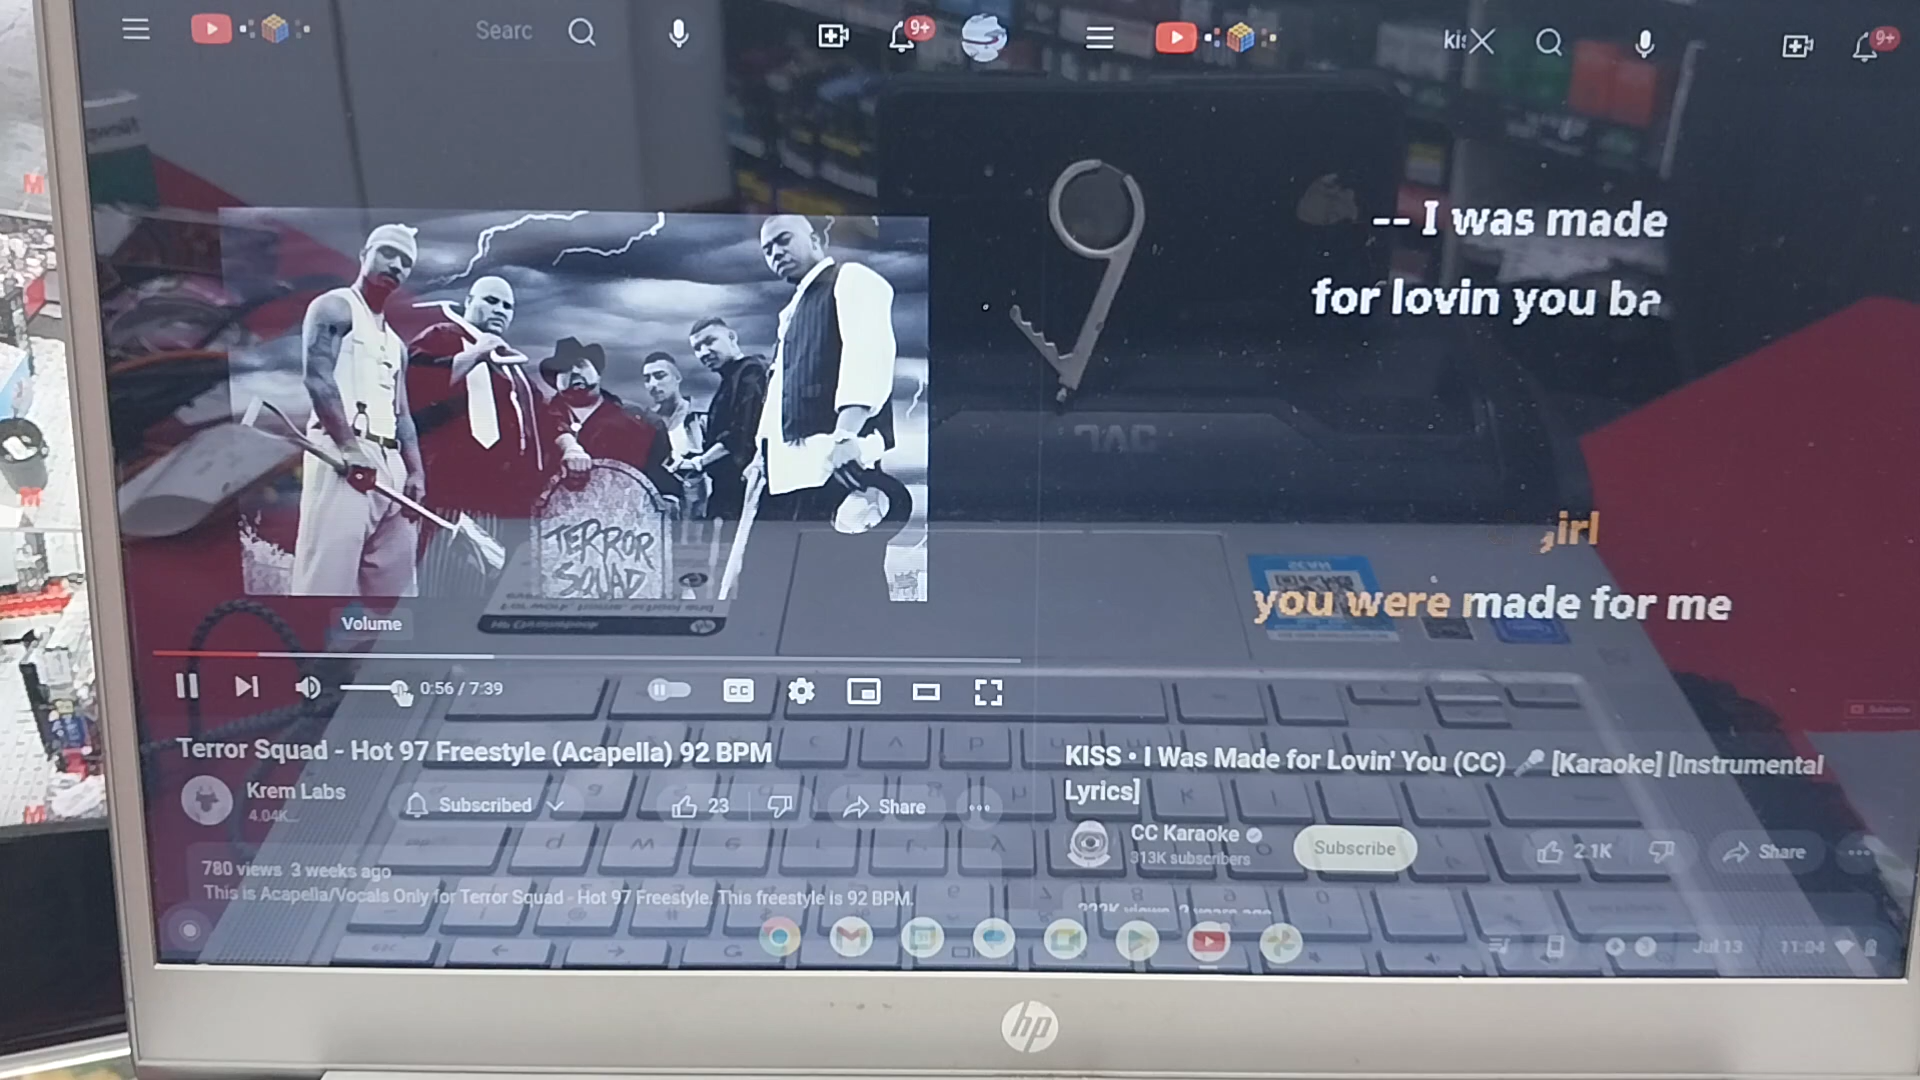 Searc
9+
kis
9+
-- I was made
for lovin you ba
irl
you were made for me
TERROR
SQUAD
Volume
0:56 / 7:39
CC
Terror Squad - Hot 97 Freestyle (Acapella) 92 BPM
Krem Labs
4.04K...
Subscribed
23
Share
780 views 3 weeks ago
This is Acapella/Vocals Only for Terror Squad - Hot 97 Freestyle. This freestyle is 92 BPM.
KISS • I Was Made for Lovin' You (CC) 🎤 [Karaoke] [Instrumental
Lyrics]
CC Karaoke
313K subscribers
Subscribe
2.1K
Share
Jul 13
11:04
hp